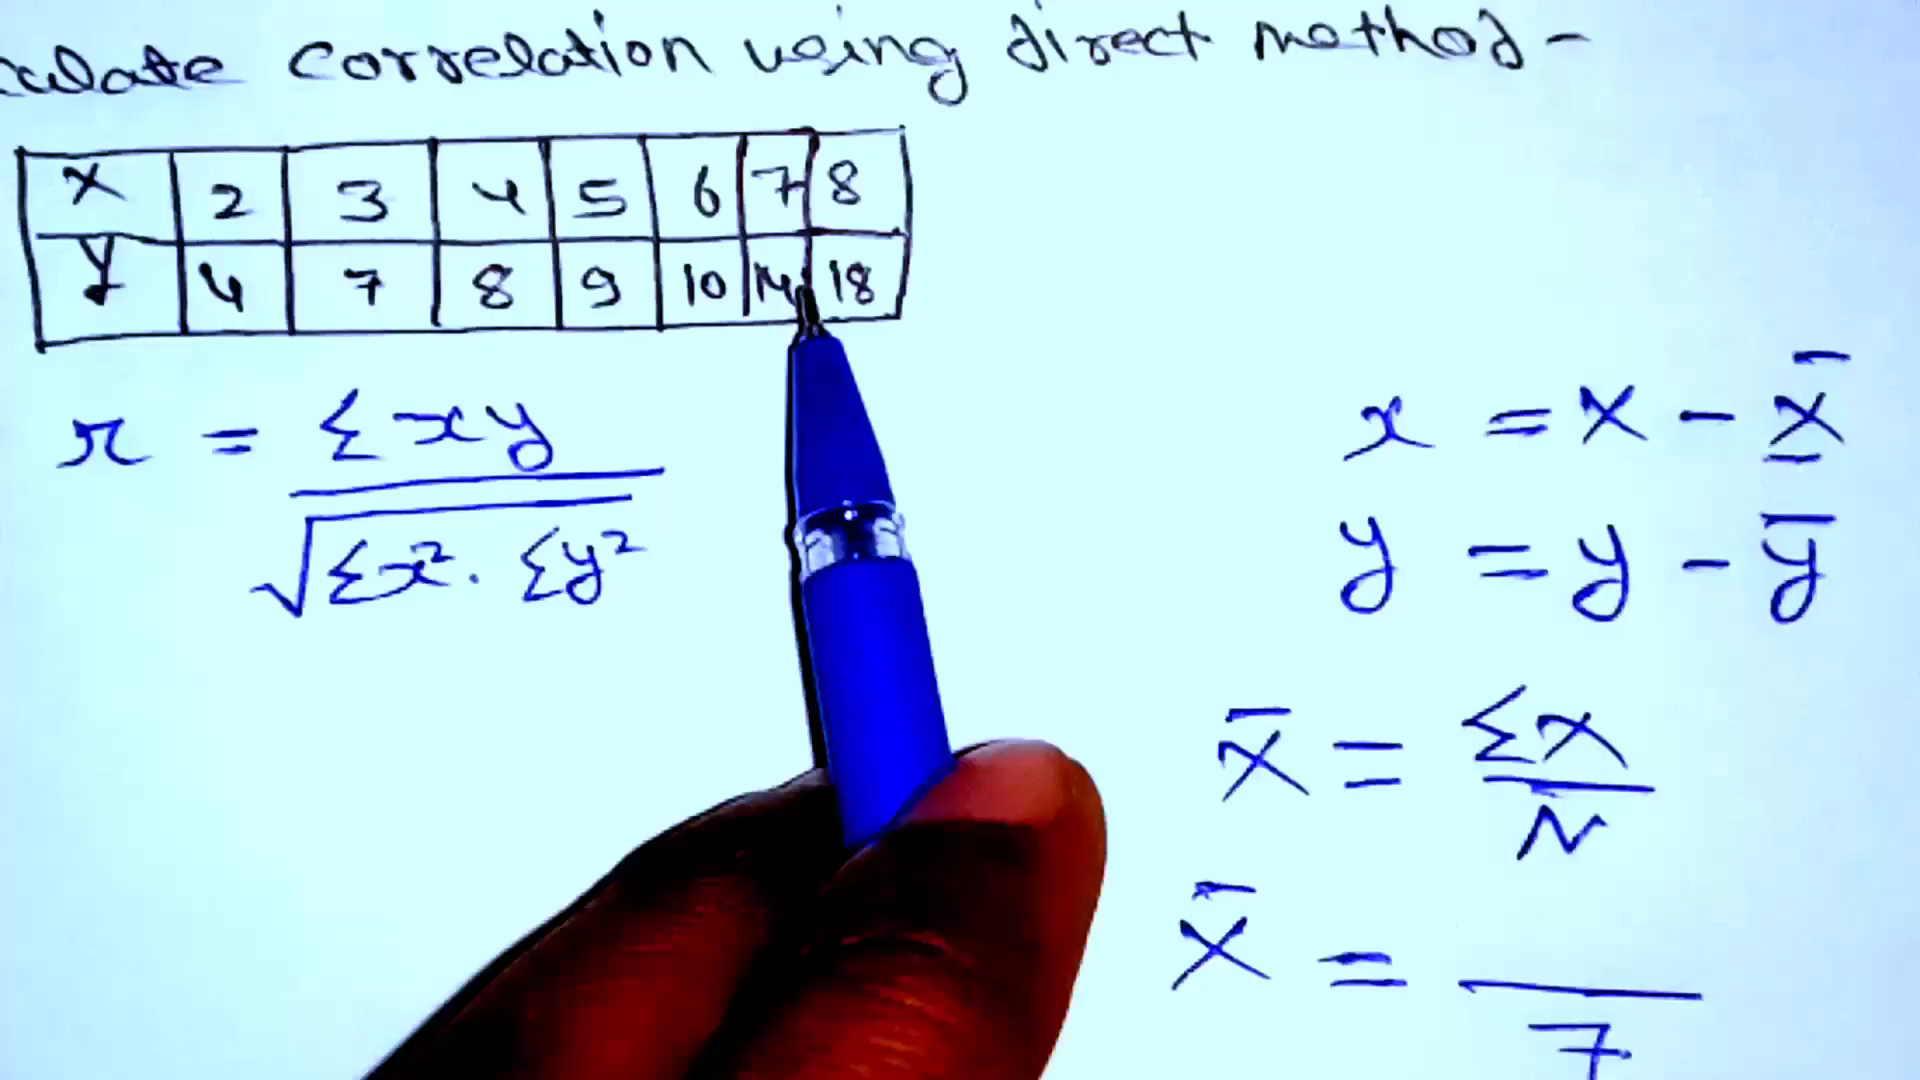 culate correlation using direct method -
X 2 3 4 5 6 7 8
y 4 7 8 9 10 14 18
r = Σxy / √Σx². Σy²
x = X - X̄
y = y - ȳ
X̄ = ΣX / N
X̄ = / 7